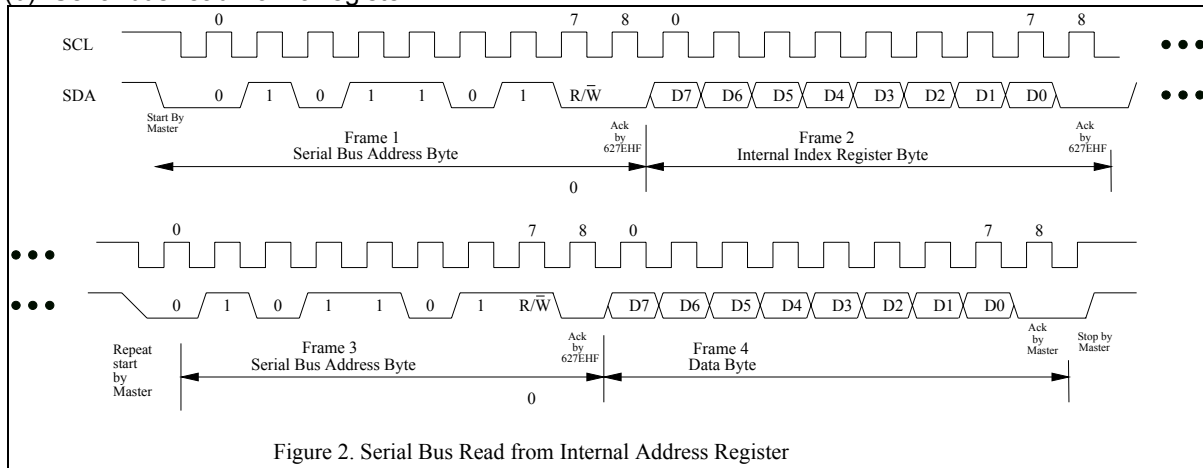 0 7 8 0 7 8
SCL
SDA 0 1 0 1 1 0 1 R/W̅ D7 D6 D5 D4 D3 D2 D1 D0
Start By
Master
Frame 1
Serial Bus Address Byte
Ack
by
627EHF
Frame 2
Internal Index Register Byte
Ack
by
627EHF
0
0 7 8 0 7 8
0 1 0 1 1 0 1 R/W̅ D7 D6 D5 D4 D3 D2 D1 D0
Repeat
start
by
Master
Frame 3
Serial Bus Address Byte
Ack
by
627EHF
Frame 4
Data Byte
Ack
by
Master
Stop by
Master
0
Figure 2. Serial Bus Read from Internal Address Register